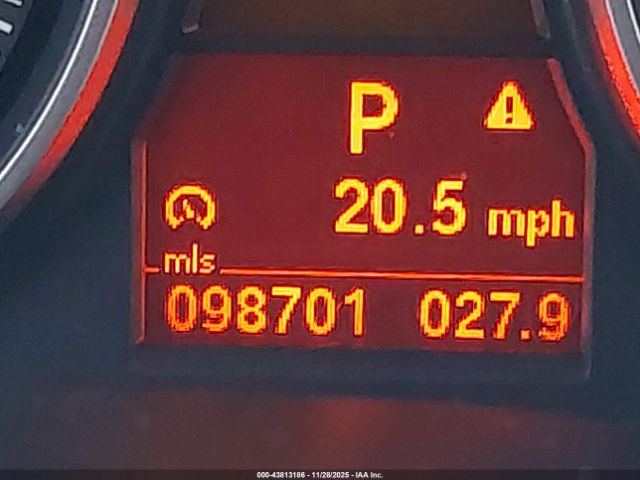 P
20.5 mph
mls
098701 027.9
000-43813186 - 11/28/2025 - IAA Inc.